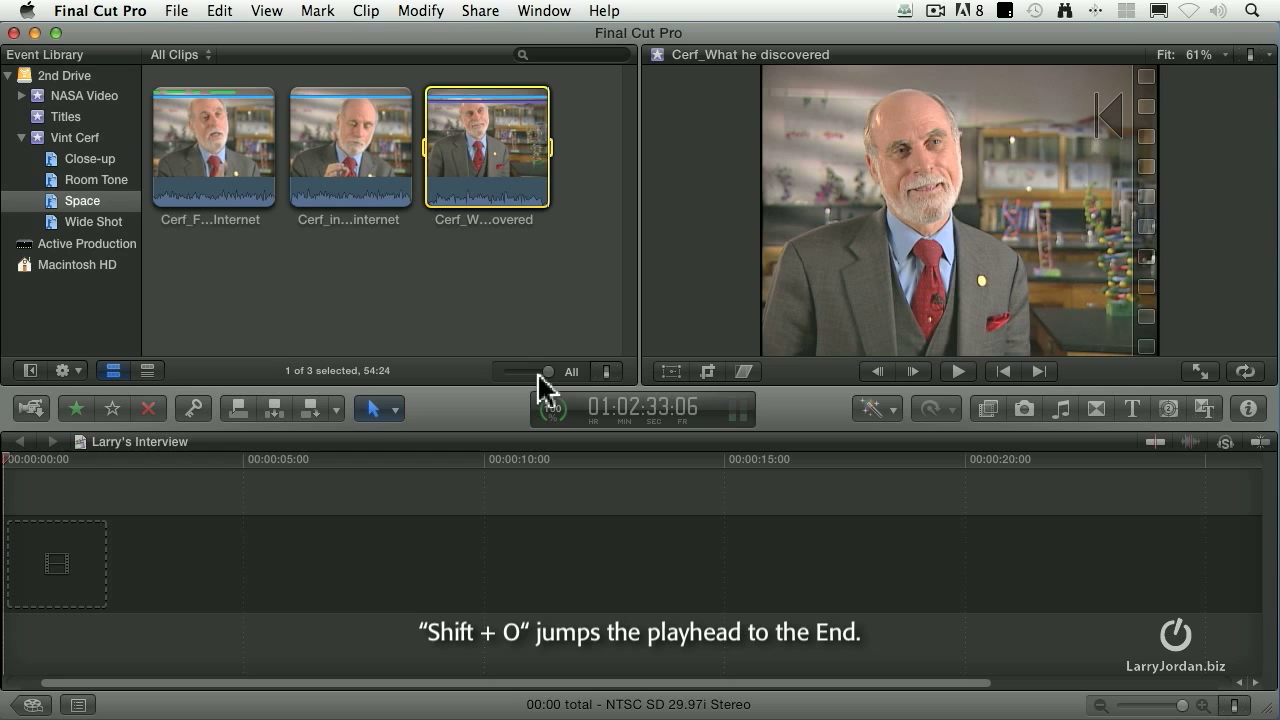 Final Cut Pro File Edit View Mark Clip Modify Share Window Help 8
Final Cut Pro
Event Library
All Clips
Cerf_What he discovered
Fit: 61%
2nd Drive
NASA Video
Titles
Vint Cerf
Close-up
Room Tone
Space
Wide Shot
Active Production
Macintosh HD
Cerf_F...Internet
Cerf_in...internet
Cerf_W...overed
1 of 3 selected, 54:24
All
100
%
01:02:33:06
HR MIN SEC FR
Larry's Interview
00:00:00:00
00:00:05:00
00:00:10:00
00:00:15:00
00:00:20:00
“Shift + O“ jumps the playhead to the End.
LarryJordan.biz
00:00 total - NTSC SD 29.97i Stereo